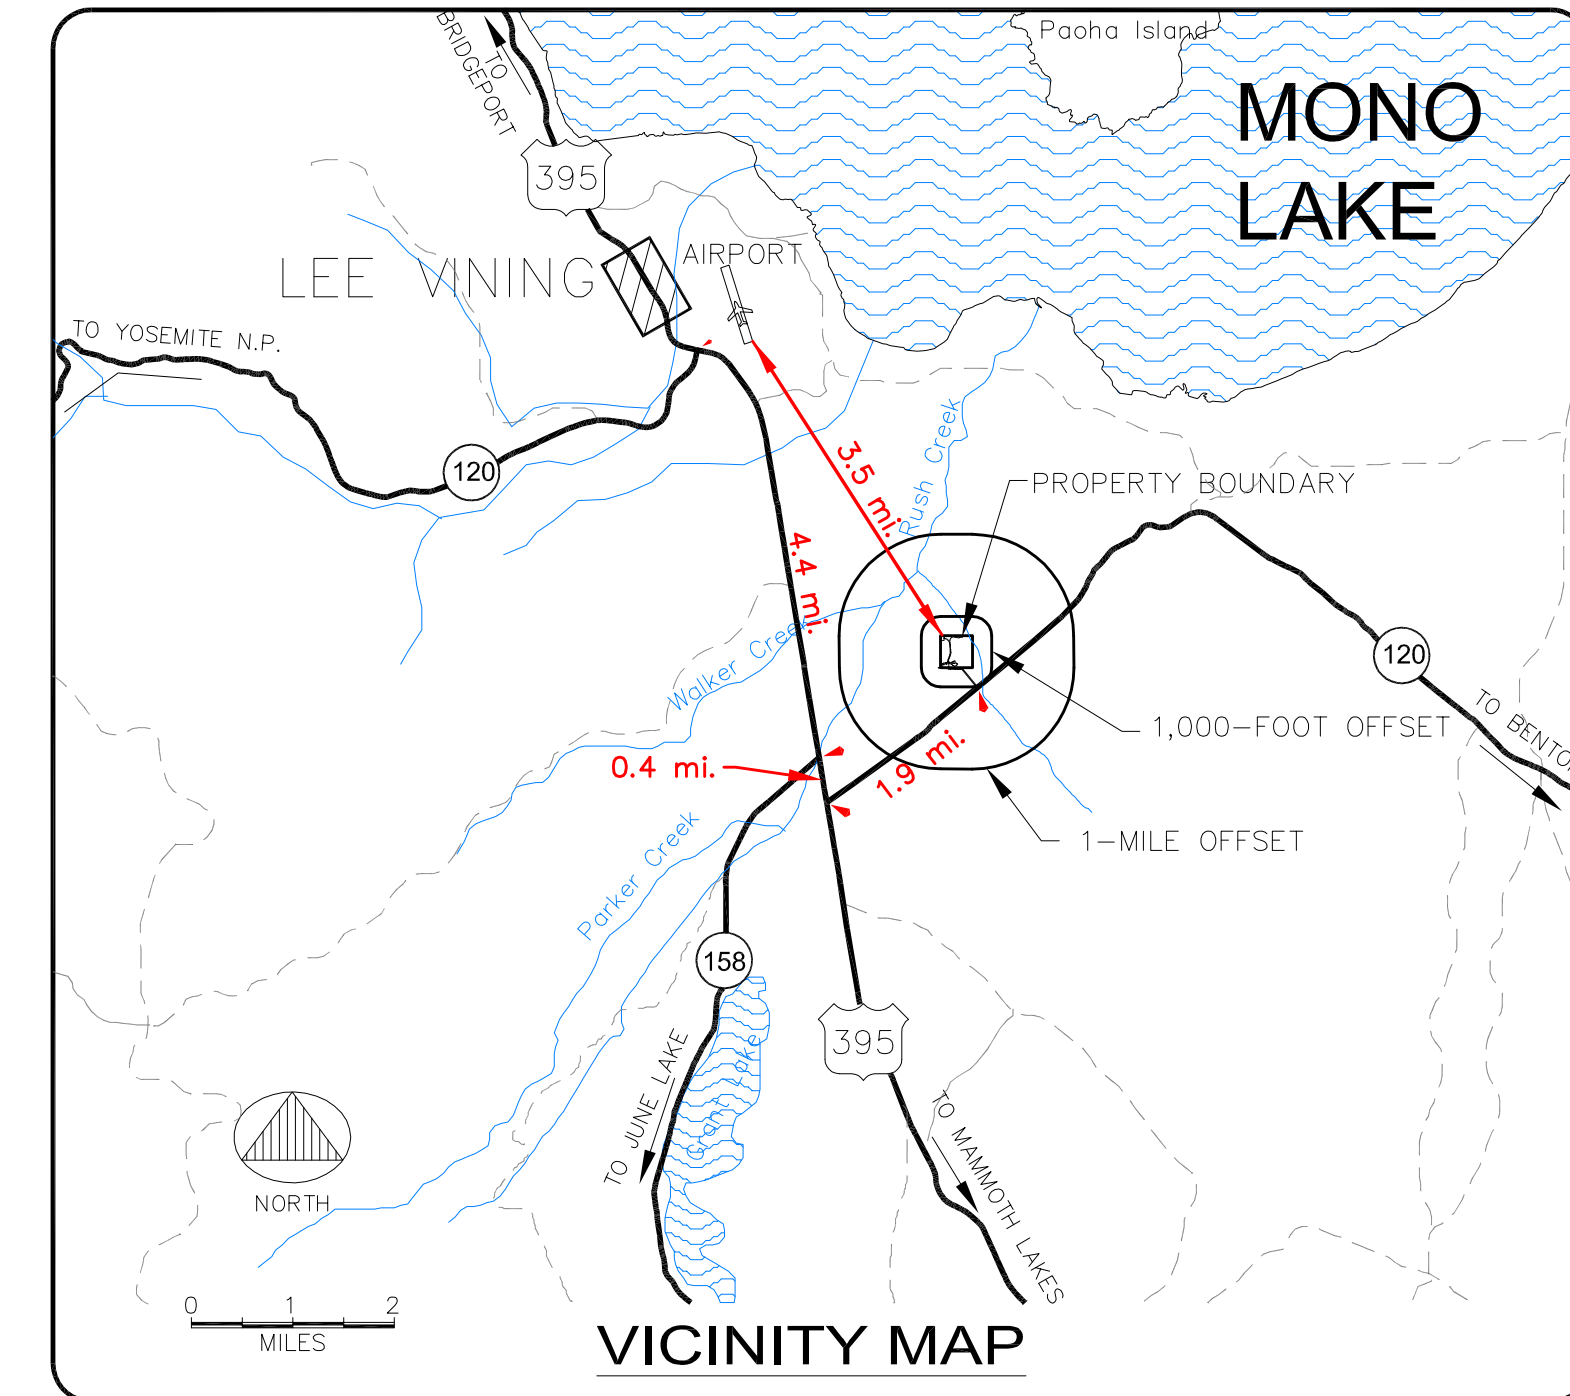 Paoha Island
MONO
LAKE
TO
BRIDGEPORT
395
AIRPORT
LEE VINING
TO YOSEMITE N.P.
120
3.5 mi.
Rush Creek
PROPERTY BOUNDARY
4.4 mi.
Walker Creek
120
TO BENTON
1,000-FOOT OFFSET
0.4 mi.
1.9 mi.
1-MILE OFFSET
Parker Creek
158
395
Grant Lake
TO JUNE LAKE
TO MAMMOTH LAKES
NORTH
0 1 2
MILES
VICINITY MAP